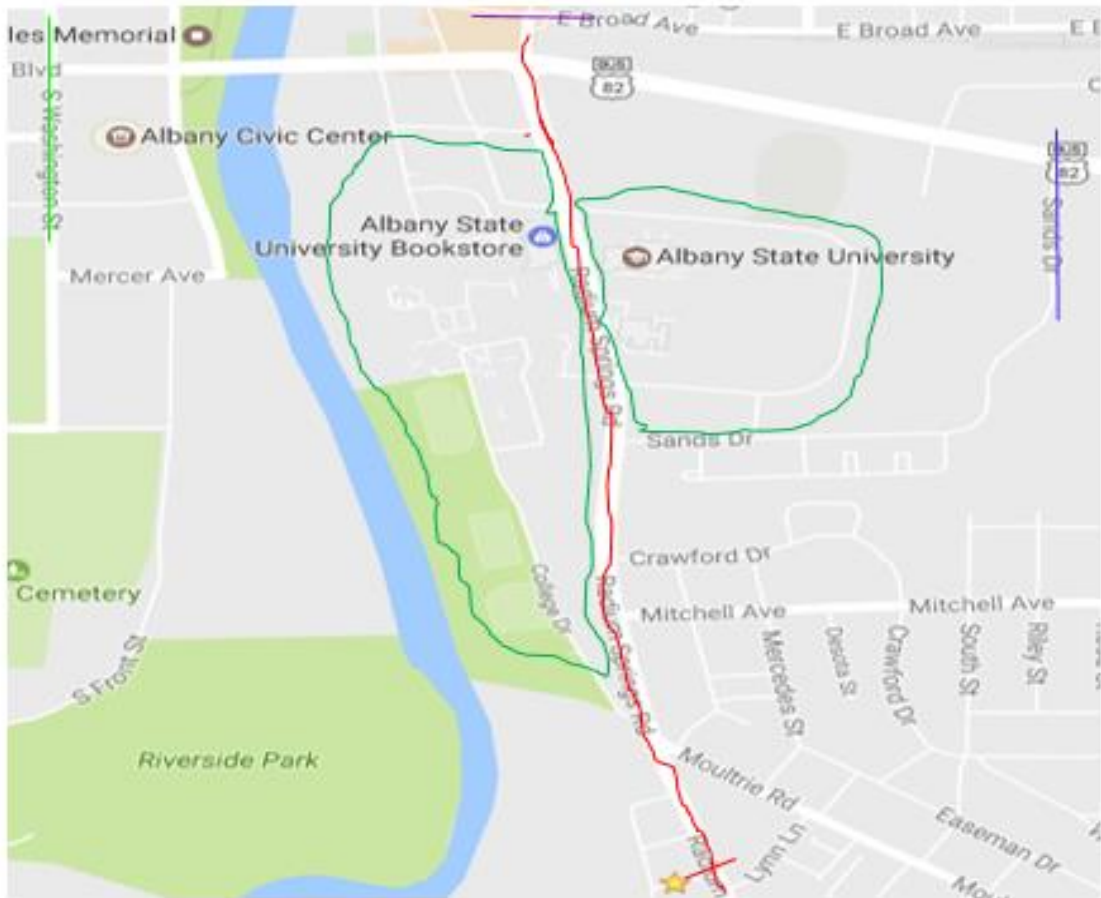 E Broad Ave
E Broad Ave
les Memorial
Blvd
BUS
82
S Washington St
Albany Civic Center
BUS
82
Sands Dr
Albany State
University Bookstore
Albany State University
Mercer Ave
Radium Springs Rd
Sands Dr
Crawford Dr
Cemetery
College Dr
Mitchell Ave
Mitchell Ave
Radium Springs Rd
Mercedes St
Desota St
Crawford Dr
South St
Riley St
S Front St
Riverside Park
Moultrie Rd
Easeman Dr
Lynn Ln